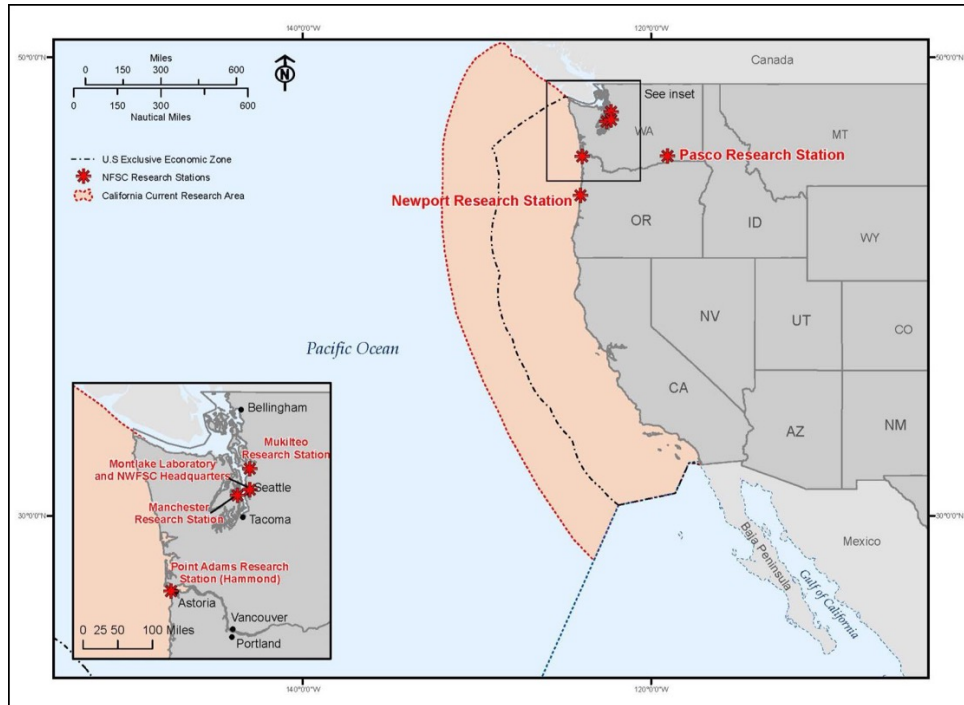 140°0'0"W
120°0'0"W
50°0'0"N
50°0'0"N
Miles
0 150 300 600
0 150 300 600
Nautical Miles
N
U.S Exclusive Economic Zone
NFSC Research Stations
California Current Research Area
Canada
See inset
WA
MT
Pasco Research Station
Newport Research Station
OR
ID
WY
NV
UT
CO
Pacific Ocean
CA
AZ
NM
Bellingham
Mukilteo
Research Station
Montlake Laboratory
and NWFSC Headquarters
Seattle
Manchester
Research Station
Tacoma
Point Adams Research
Station (Hammond)
Astoria
Vancouver
Portland
0 25 50 100 Miles
30°0'0"N
30°0'0"N
Mexico
Baja Peninsula
Gulf of California
140°0'0"W
120°0'0"W